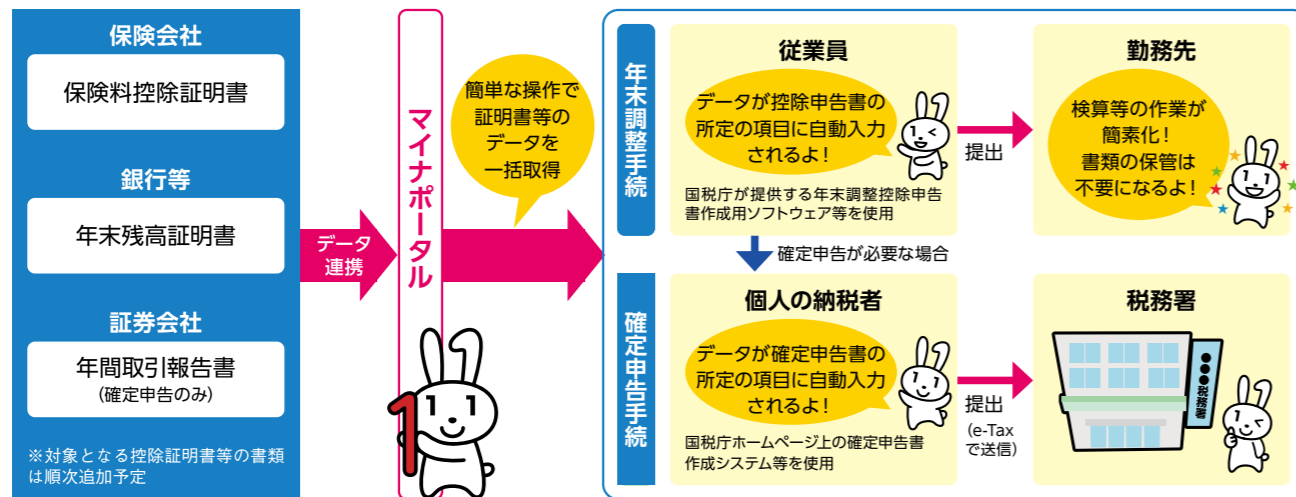 保険会社
保険料控除証明書
銀行等
年末残高証明書
証券会社
年間取引報告書
(確定申告のみ)
※対象となる控除証明書等の書類
は順次追加予定
データ
連携
マイナポータル
1
簡単な操作で
証明書等の
データを
一括取得
年末調整手続
従業員
データが控除申告書の
所定の項目に自動入力
されるよ!
国税庁が提供する年末調整控除申告
書作成用ソフトウェア等を使用
提出
勤務先
検算等の作業が
簡素化!
書類の保管は
不要になるよ!
確定申告が必要な場合
確定申告手続
個人の納税者
データが確定申告書の
所定の項目に自動入力
されるよ!
国税庁ホームページ上の確定申告書
作成システム等を使用
提出
(e-Tax
で送信)
税務署
●●●税務署